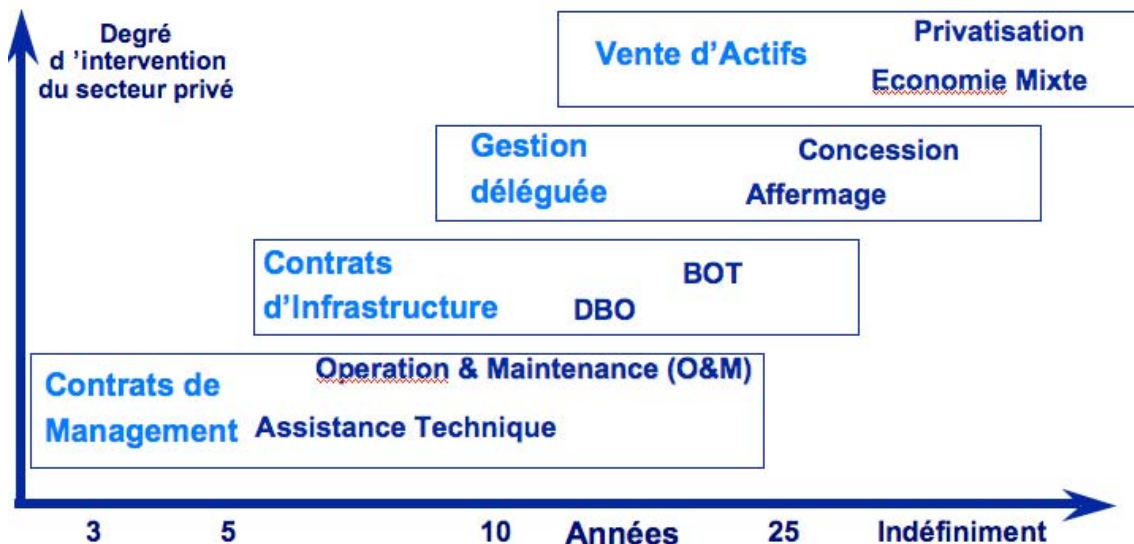 Degré
d ’intervention
du secteur privé
Vente d’Actifs
Privatisation
Economie Mixte
Gestion
déléguée
Concession
Affermage
Contrats
d’Infrastructure
BOT
DBO
Contrats de
Management
Operation & Maintenance (O&M)
Assistance Technique
3 5 10 Années 25 Indéfiniment